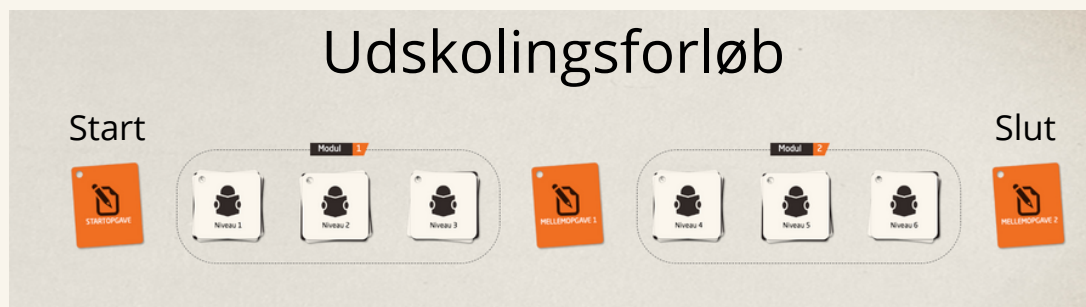 Udskolingsforløb
Start
Slut
Modul 1
Modul 2
STARTOPGAVE
Niveau 1
Niveau 2
Niveau 3
MELLEMOPGAVE 1
Niveau 4
Niveau 5
Niveau 6
MELLEMOPGAVE 2